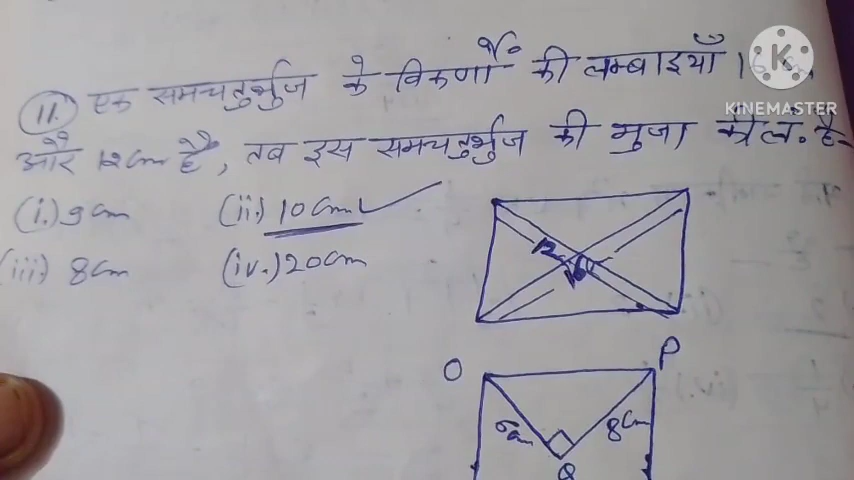 11. एक समचतुर्भुज के विकर्णों की लम्बाइयाँ
KINEMASTER
और 12cm है, तब इस समचतुर्भुज की भुजा की लं. है-
(i.) 9cm (ii.) 10cm
(iii) 8cm (iv.) 20cm
12
O P
6cm 8cm
Q